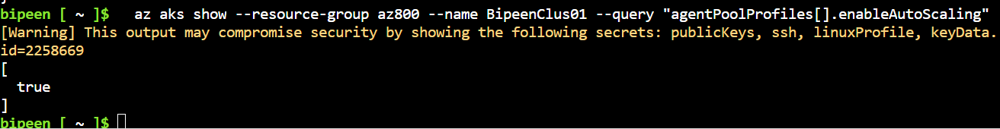 bipeen [ ~ ]$   az aks show --resource-group az800 --name BipeenClus01 --query "agentPoolProfiles[].enableAutoScaling"
[Warning] This output may compromise security by showing the following secrets: publicKeys, ssh, linuxProfile, keyData.
id=2258669
[
  true
]
bipeen [ ~ ]$